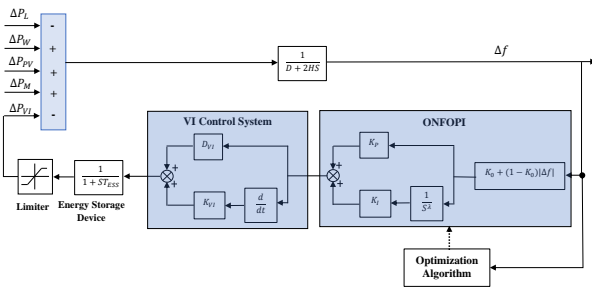 ΔP_L
-
ΔP_W
+
ΔP_PV
+
ΔP_M
+
ΔP_VI
-
1
D + 2HS
Δf
VI Control System
ONFOPI
D_VI
+
+
K_VI
d
dt
K_P
+
+
K_I
1
S^λ
K_0 + (1 − K_0)|Δf|
1
1 + ST_ESS
Limiter
Energy Storage
Device
Optimization
Algorithm